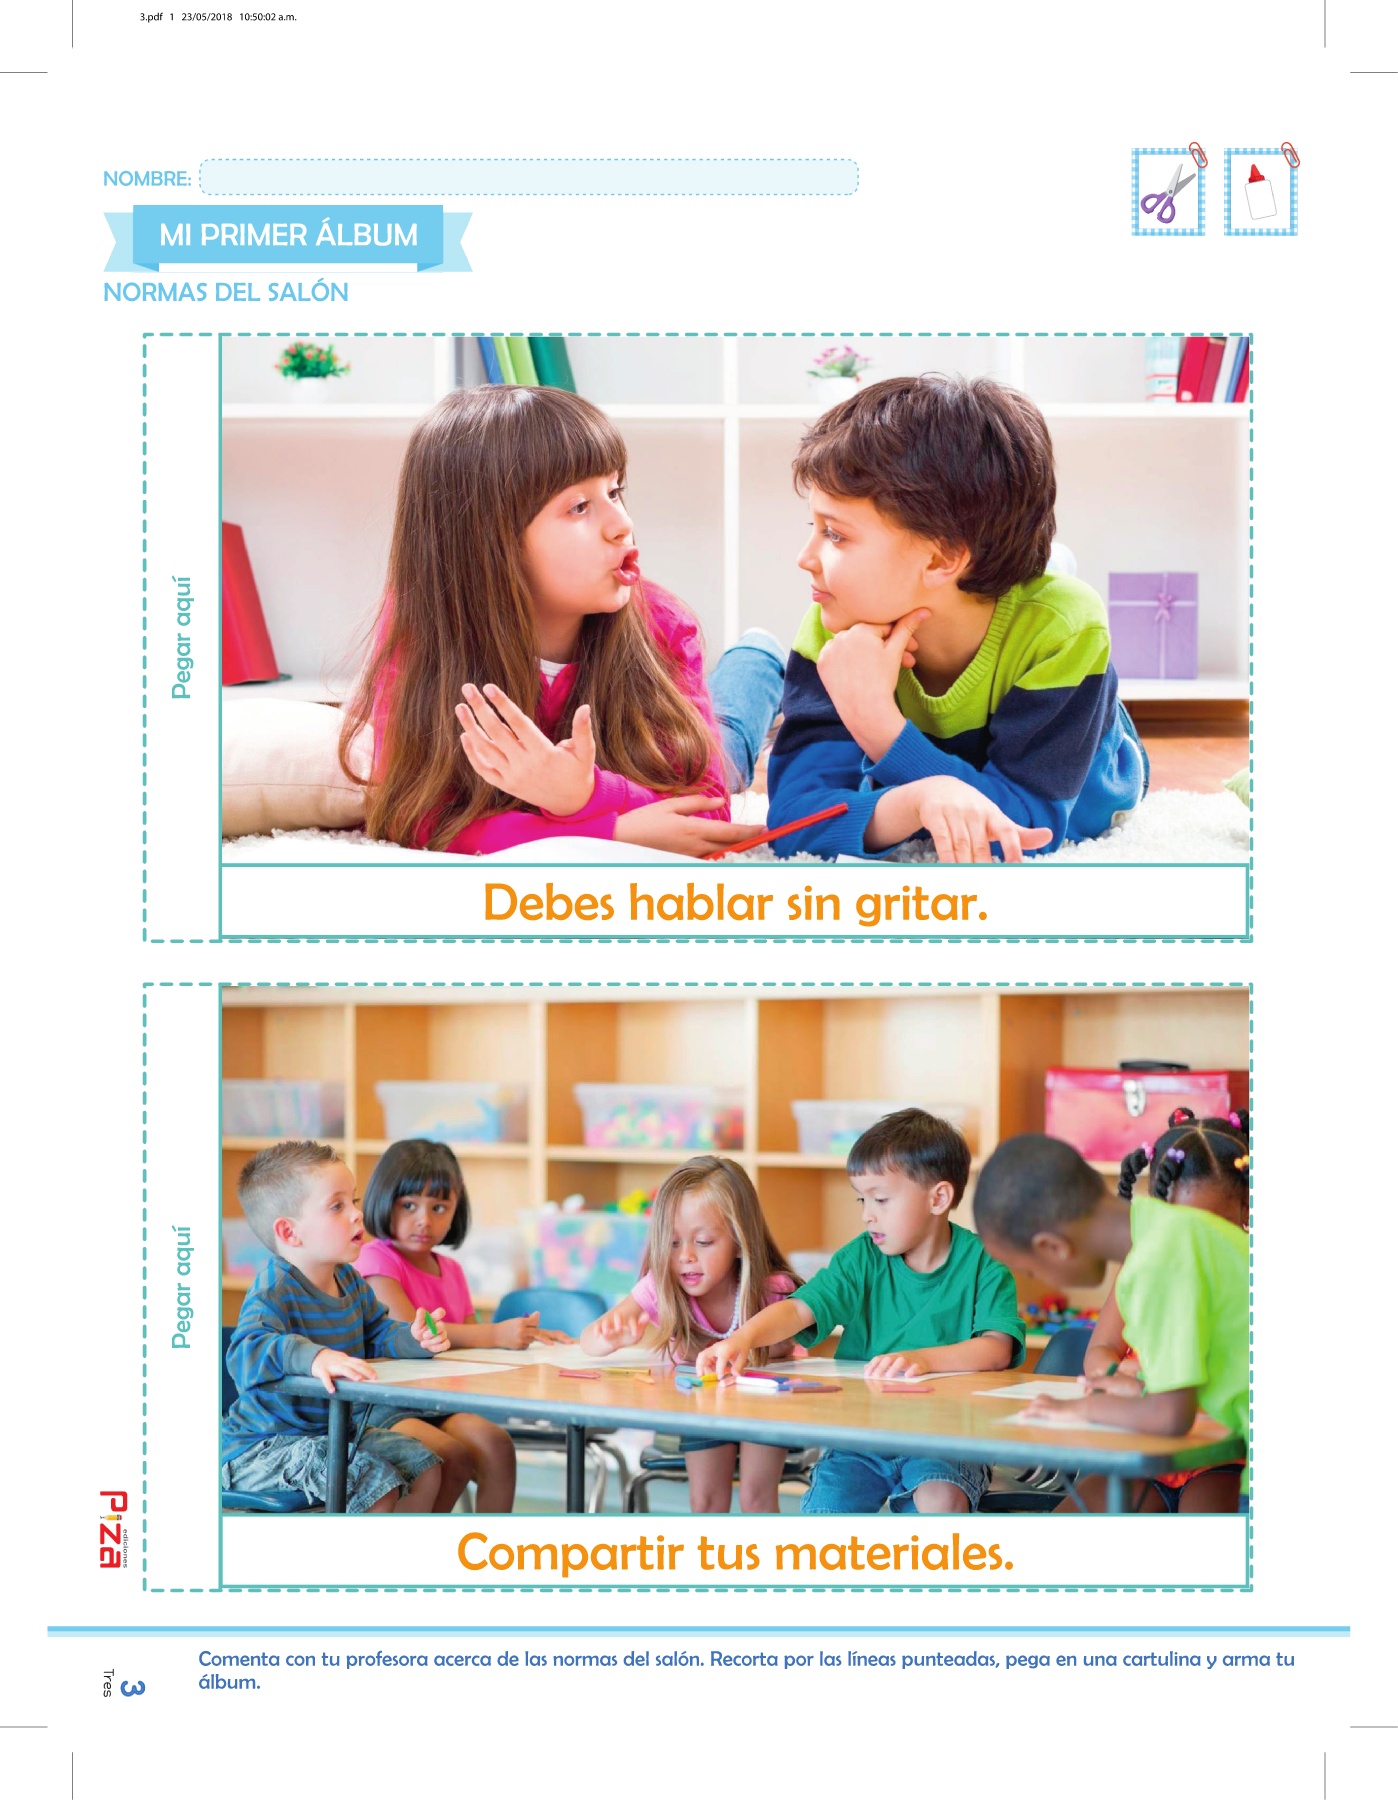 3.pdf 1 23/05/2018 10:50:02 a.m.
NOMBRE:
MI PRIMER ÁLBUM
NORMAS DEL SALÓN
Pegar aquí
Debes hablar sin gritar.
Pegar aquí
Compartir tus materiales.
Piza
ediciones
Comenta con tu profesora acerca de las normas del salón. Recorta por las líneas punteadas, pega en una cartulina y arma tu
álbum.
3
Tres